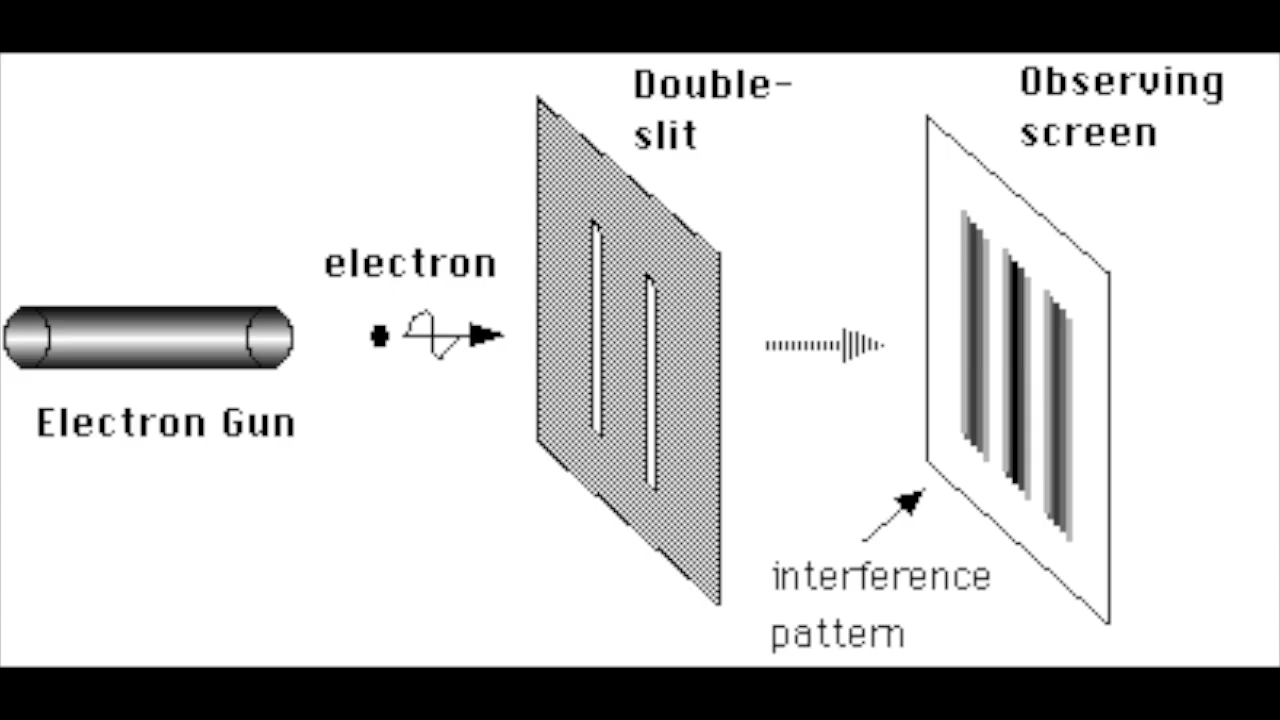 Double-
slit
Observing
screen
electron
Electron Gun
interference
pattern